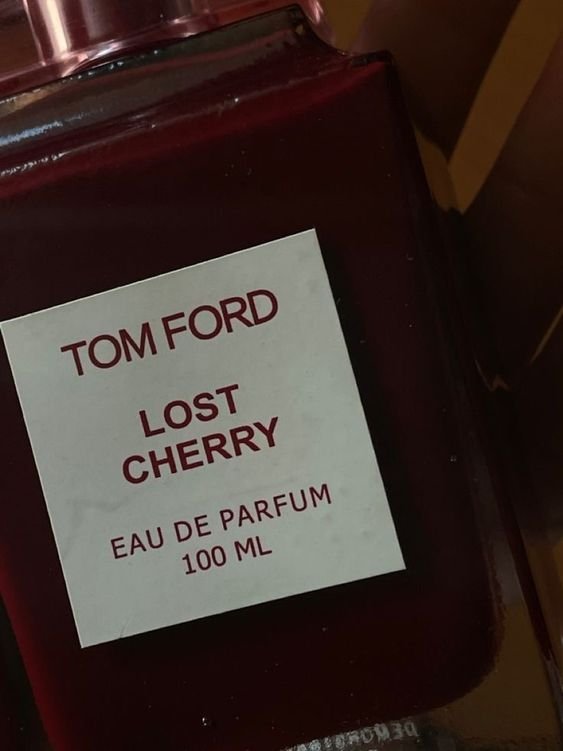 TOM FORD
LOST
CHERRY
EAU DE PARFUM
100 ML